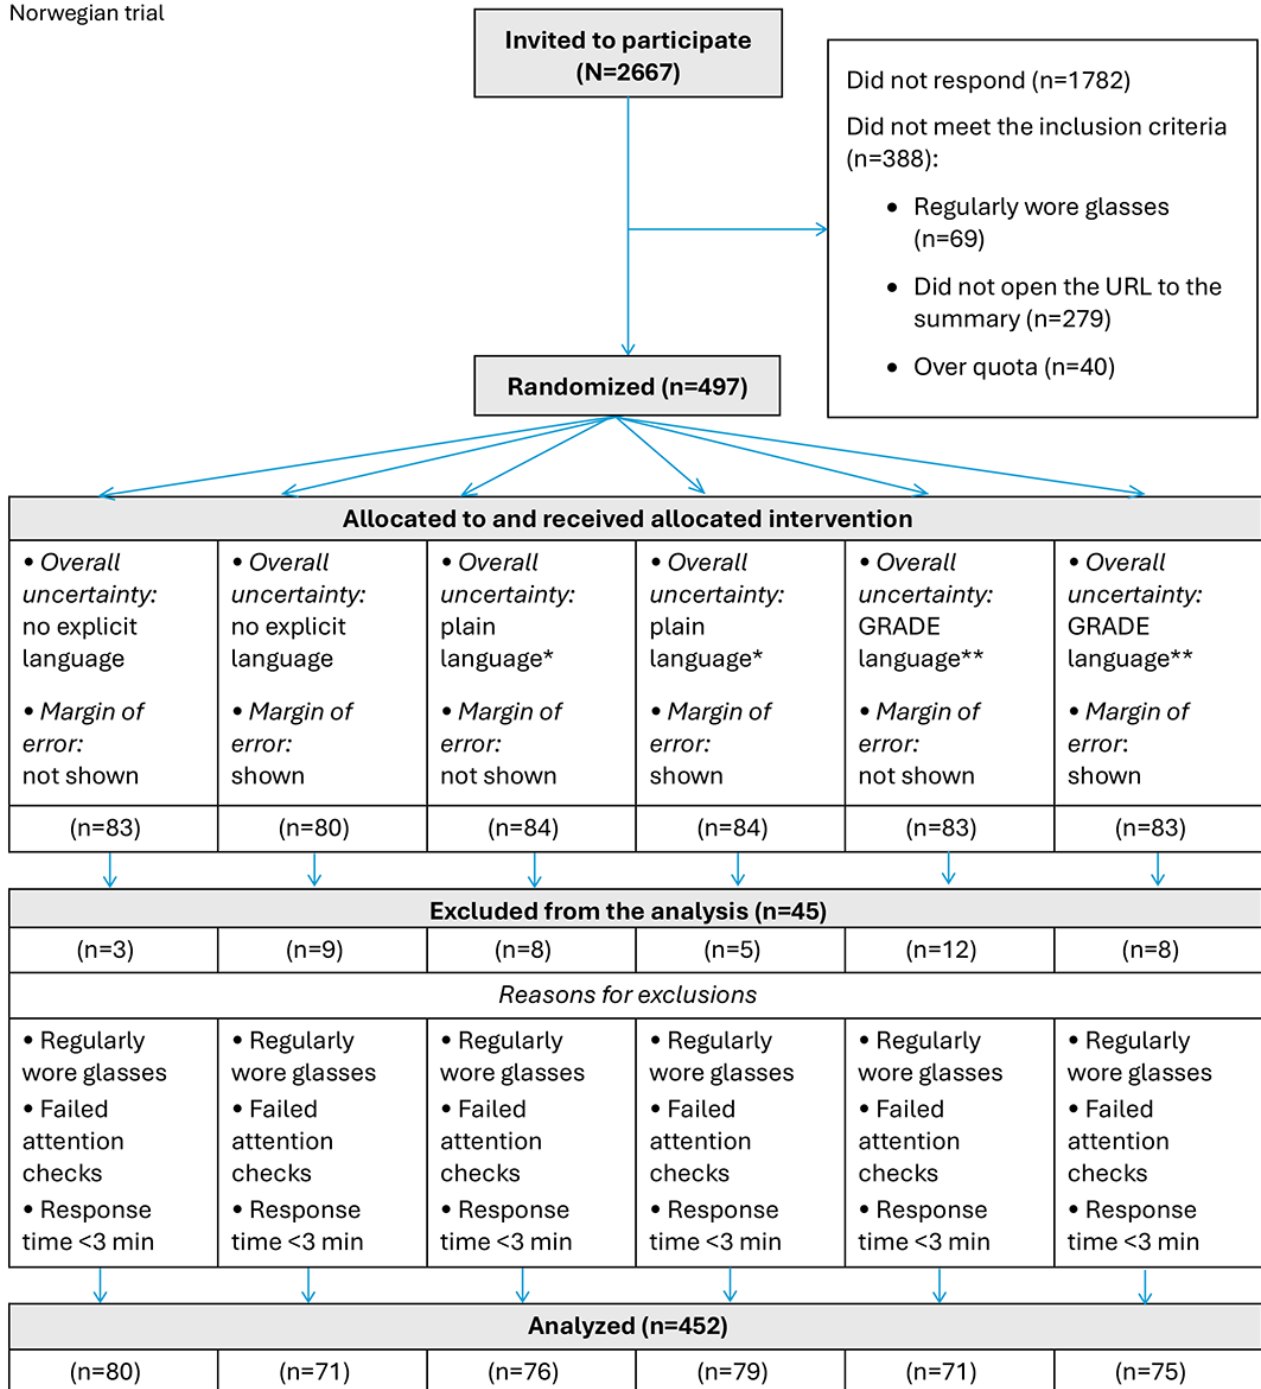 Norwegian trial
Invited to participate
(N=2667)
Did not respond (n=1782)
Did not meet the inclusion criteria
(n=388):
• Regularly wore glasses
(n=69)
• Did not open the URL to the
summary (n=279)
• Over quota (n=40)
Randomized (n=497)
Allocated to and received allocated intervention
• Overall
uncertainty:
no explicit
language
• Margin of
error:
not shown
• Overall
uncertainty:
no explicit
language
• Margin of
error:
shown
• Overall
uncertainty:
plain
language*
• Margin of
error:
not shown
• Overall
uncertainty:
plain
language*
• Margin of
error:
shown
• Overall
uncertainty:
GRADE
language**
• Margin of
error:
not shown
• Overall
uncertainty:
GRADE
language**
• Margin of
error:
shown
(n=83)
(n=80)
(n=84)
(n=84)
(n=83)
(n=83)
Excluded from the analysis (n=45)
(n=3)
(n=9)
(n=8)
(n=5)
(n=12)
(n=8)
Reasons for exclusions
• Regularly
wore glasses
• Failed
attention
checks
• Response
time <3 min
• Regularly
wore glasses
• Failed
attention
checks
• Response
time <3 min
• Regularly
wore glasses
• Failed
attention
checks
• Response
time <3 min
• Regularly
wore glasses
• Failed
attention
checks
• Response
time <3 min
• Regularly
wore glasses
• Failed
attention
checks
• Response
time <3 min
• Regularly
wore glasses
• Failed
attention
checks
• Response
time <3 min
Analyzed (n=452)
(n=80)
(n=71)
(n=76)
(n=79)
(n=71)
(n=75)